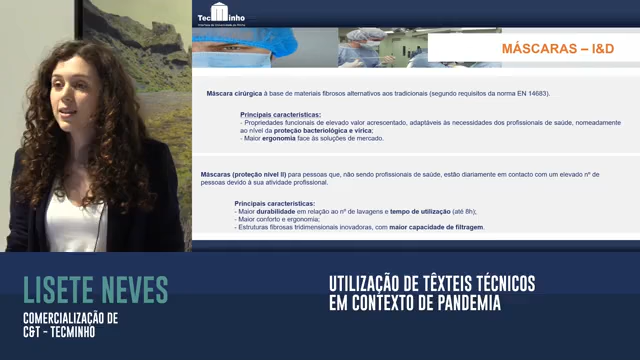 TecMinho
MÁSCARAS – I&D
Máscara cirúrgica à base de materiais fibrosos alternativos aos tradicionais (segundo requisitos da norma EN 14683).
Principais características:
- Propriedades funcionais de elevado valor acrescentado, adaptáveis às necessidades dos profissionais de saúde, nomeadamente
ao nível da proteção bacteriológica e vírica;
- Maior ergonomia face às soluções de mercado.
Máscaras (proteção nível II) para pessoas que, não sendo profissionais de saúde, estão diariamente em contacto com um elevado nº de
pessoas devido à sua atividade profissional.
Principais características:
- Maior durabilidade em relação ao nº de lavagens e tempo de utilização (até 8h);
- Maior conforto e ergonomia;
- Estruturas fibrosas tridimensionais inovadoras, com maior capacidade de filtragem.
LISETE NEVES
COMERCIALIZAÇÃO DE
C&T - TECMINHO
UTILIZAÇÃO DE TÊXTEIS TÉCNICOS
EM CONTEXTO DE PANDEMIA